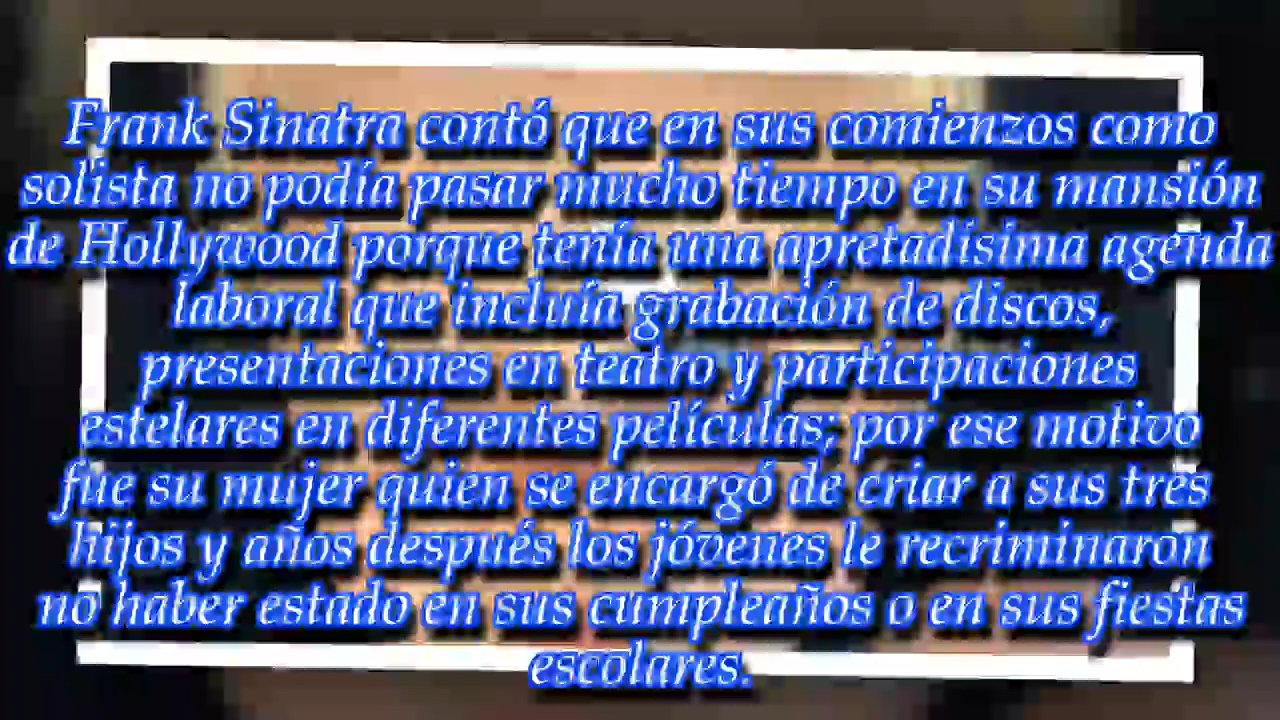 Frank Sinatra contó que en sus comienzos como
solista no podía pasar mucho tiempo en su mansión
de Hollywood porque tenía una apretadísima agenda
laboral que incluía grabación de discos,
presentaciones en teatro y participaciones
estelares en diferentes películas; por ese motivo
fue su mujer quien se encargó de criar a sus tres
hijos y años después los jóvenes le recriminaron
no haber estado en sus cumpleaños o en sus fiestas
escolares.